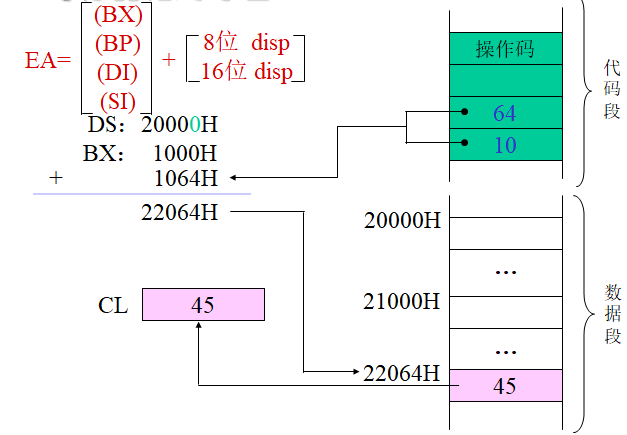 (BX)
(BP)
(DI)
(SI)
EA=
+
8位 disp
16位 disp
DS: 20000H
BX: 1000H
+ 1064H
22064H
CL 45
操作码
64
10
代码段
20000H
...
21000H
...
22064H 45
数据段